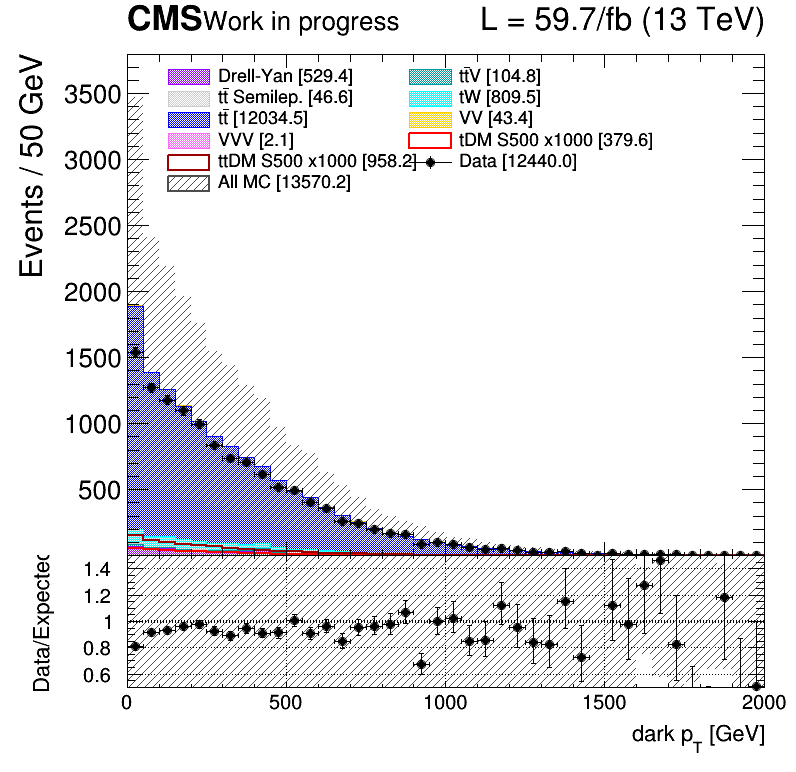 CMS Work in progress L = 59.7/fb (13 TeV)
Events / 50 GeV
3500
3000
2500
2000
1500
1000
500
Drell-Yan [529.4] tt̄V [104.8]
tt̄ Semilep. [46.6] tW [809.5]
tt̄ [12034.5] VV [43.4]
VVV [2.1] tDM S500 x1000 [379.6]
ttDM S500 x1000 [958.2] Data [12440.0]
All MC [13570.2]
Data/Expected
1.4
1.2
1
0.8
0.6
0 500 1000 1500 2000
dark p_T [GeV]